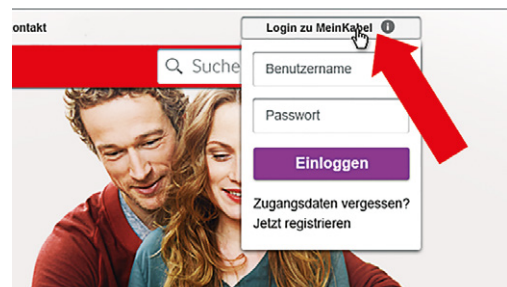 ontakt
Login zu MeinKabel
Suche
Benutzername
Passwort
Einloggen
Zugangsdaten vergessen?
Jetzt registrieren